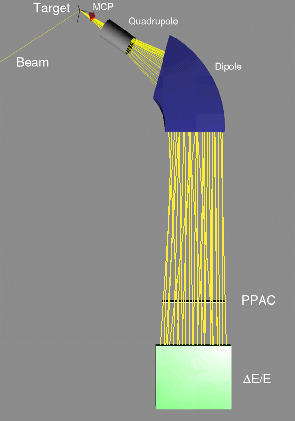 Target
MCP
Quadrupole
Beam
Dipole
PPAC
ΔE/E